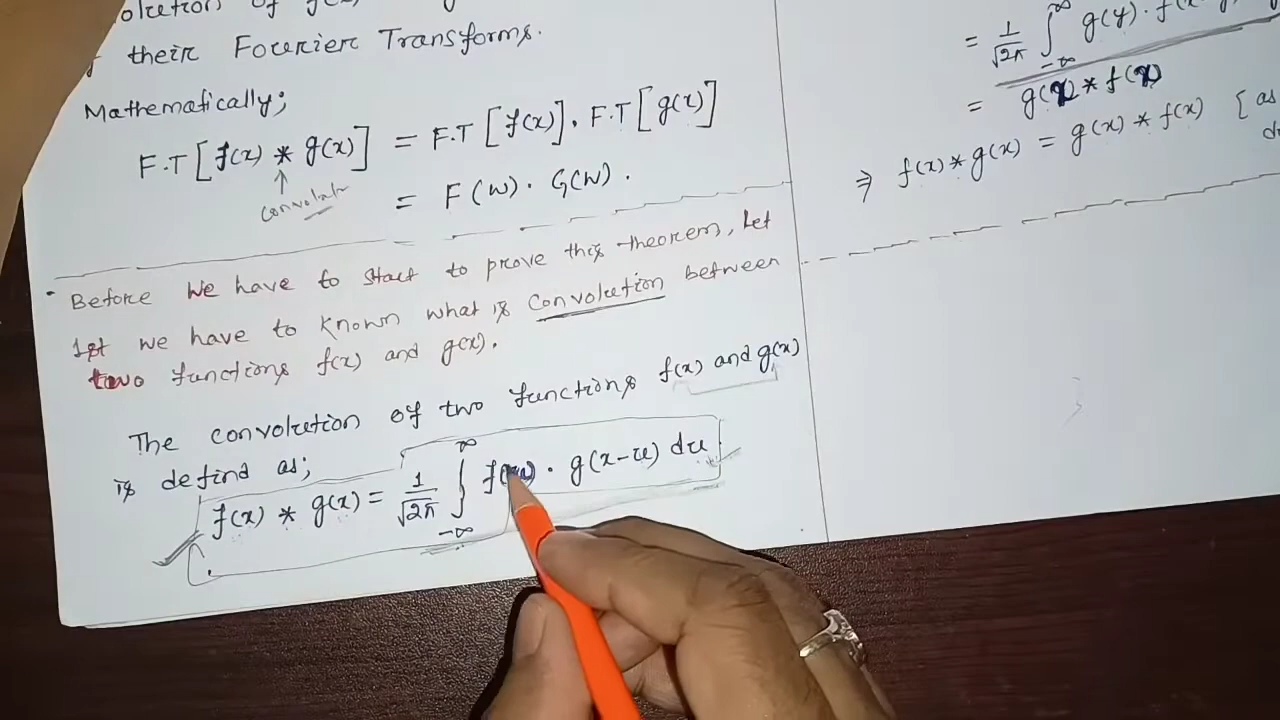 their Fourier Transforms.
Mathematically;
F.T [f(x) * g(x)] = F.T [f(x)] . F.T [g(x)]
convolution
= F(w) . G(w) .
• Before we have to start to prove this theorem, Let
1st we have to known what is convolution between
two functions f(x) and g(x).
The convolution of two functions f(x) and g(x)
is defind as;
f(x) * g(x) = 1/√2π ∫_{-∞}^{∞} f(u) . g(x-u) du
= 1/√2π ∫_{-∞}^{∞} g(y) .
= g(x) * f(x)
⇒ f(x) * g(x) = g(x) * f(x) [as